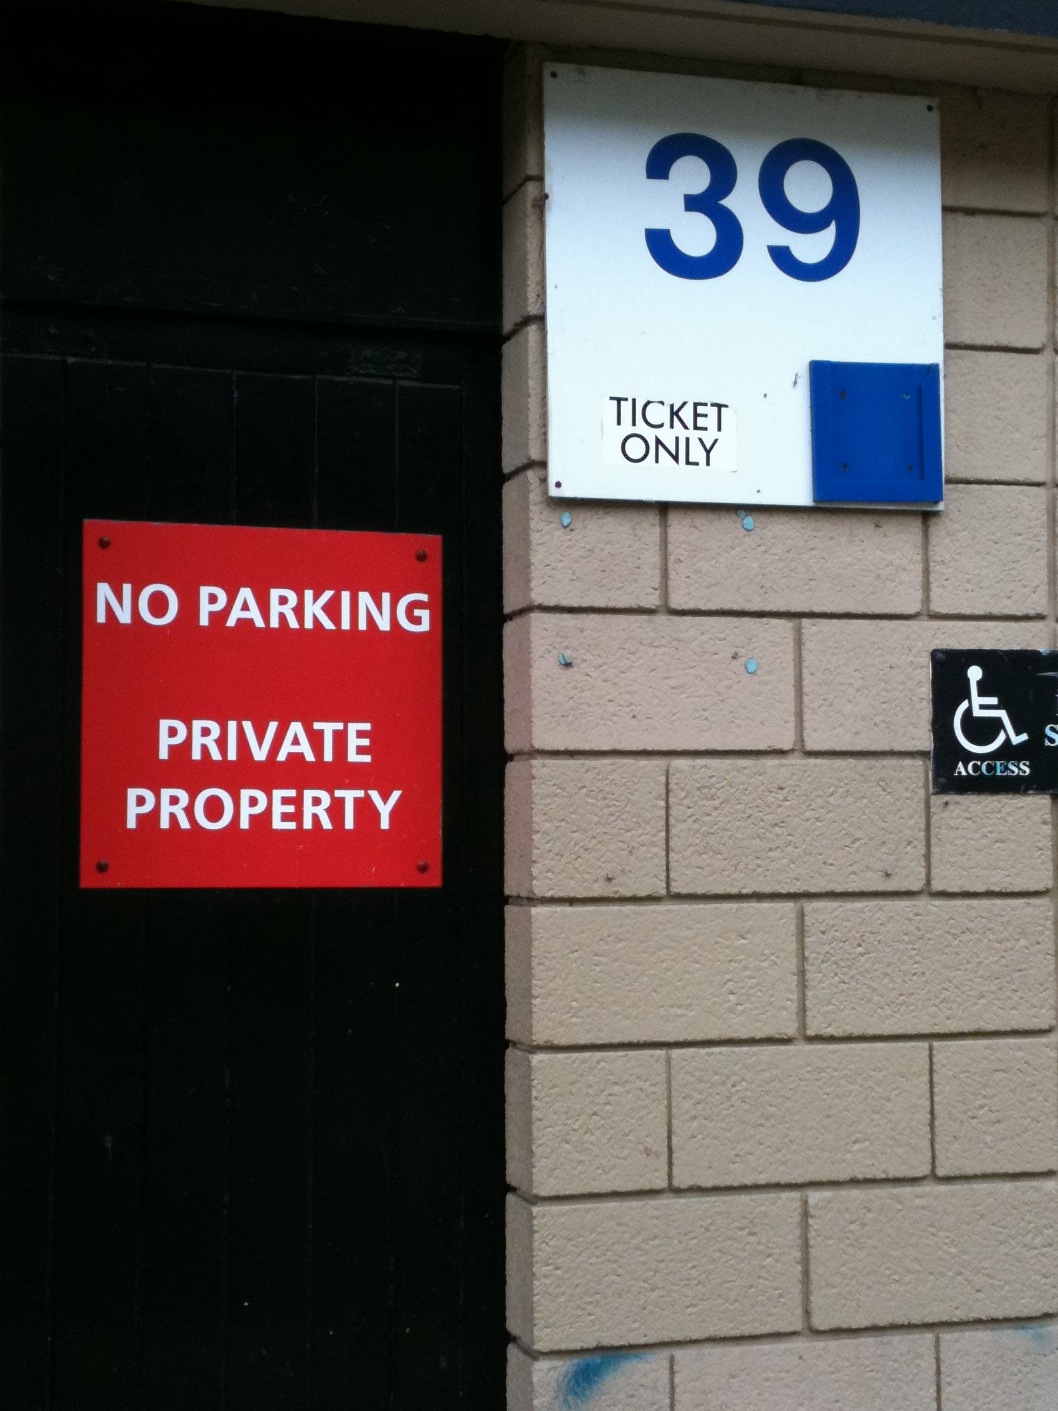 39
TICKET
ONLY
NO PARKING
PRIVATE
PROPERTY
ACCESS